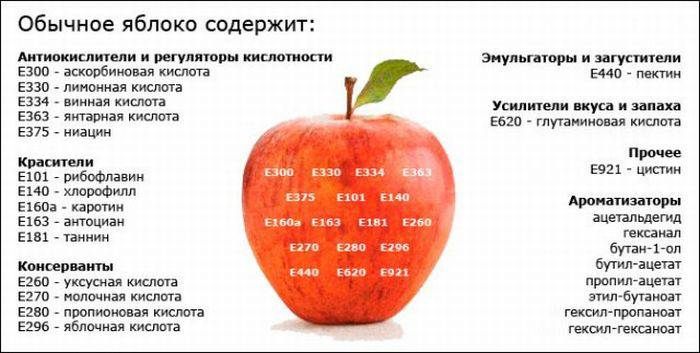 Обычное яблоко содержит:
Антиокислители и регуляторы кислотности
E300 - аскорбиновая кислота
E330 - лимонная кислота
E334 - винная кислота
E363 - янтарная кислота
E375 - ниацин
Красители
E101 - рибофлавин
E140 - хлорофилл
E160a - каротин
E163 - антоциан
E181 - таннин
Консерванты
E260 - уксусная кислота
E270 - молочная кислота
E280 - пропионовая кислота
E296 - яблочная кислота
E300 E330 E334 E363
E375 E101 E140
E160a E163 E181 E260
E270 E280 E296
E440 E620 E921
Эмульгаторы и загустители
E440 - пектин
Усилители вкуса и запаха
E620 - глутаминовая кислота
Прочее
E921 - цистин
Ароматизаторы
ацетальдегид
гексанал
бутан-1-ол
бутил-ацетат
пропил-ацетат
этил-бутаноат
гексил-пропаноат
гексил-гексаноат